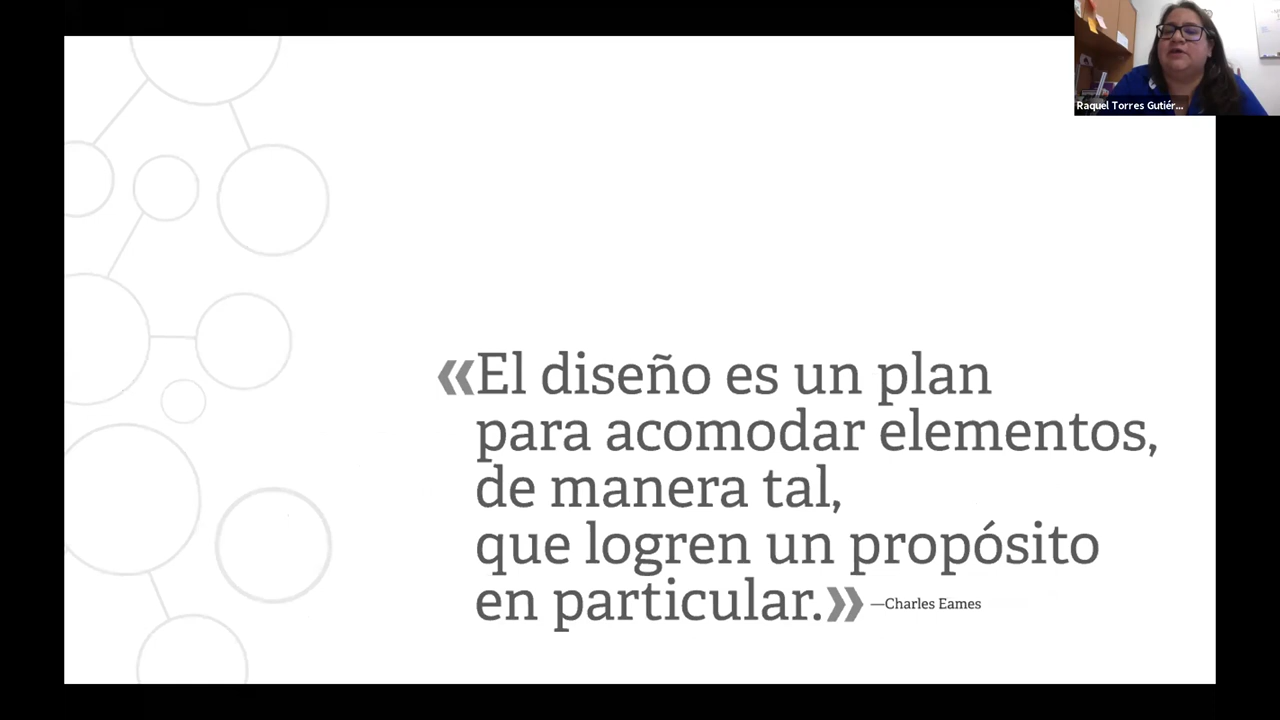 Raquel Torres Gutiér...
«El diseño es un plan
para acomodar elementos,
de manera tal,
que logren un propósito
en particular.» —Charles Eames